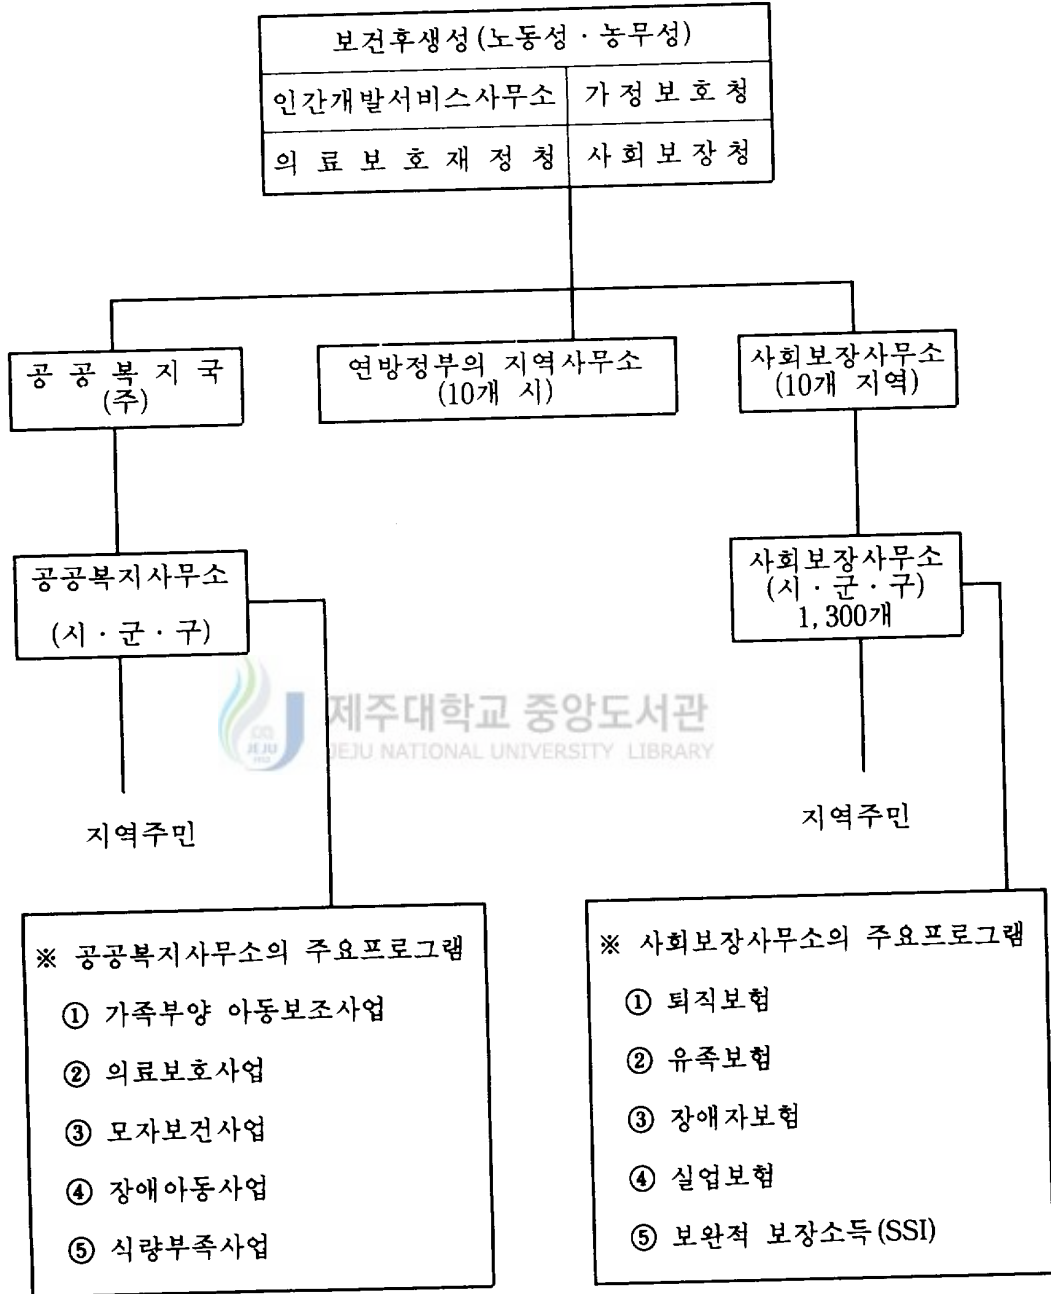 보건후생성(노동성 · 농무성)
인간개발서비스사무소 가정보호청
의료보호재정청 사회보장청
공공복지국
(주)
연방정부의 지역사무소
(10개 시)
사회보장사무소
(10개 지역)
공공복지사무소
(시 · 군 · 구)
사회보장사무소
(시 · 군 · 구)
1,300개
제주대학교 중앙도서관
JEJU NATIONAL UNIVERSITY LIBRARY
JEJU
지역주민
지역주민
※ 공공복지사무소의 주요프로그램
① 가족부양 아동보조사업
② 의료보호사업
③ 모자보건사업
④ 장애아동사업
⑤ 식량부족사업
※ 사회보장사무소의 주요프로그램
① 퇴직보험
② 유족보험
③ 장애자보험
④ 실업보험
⑤ 보완적 보장소득(SSI)